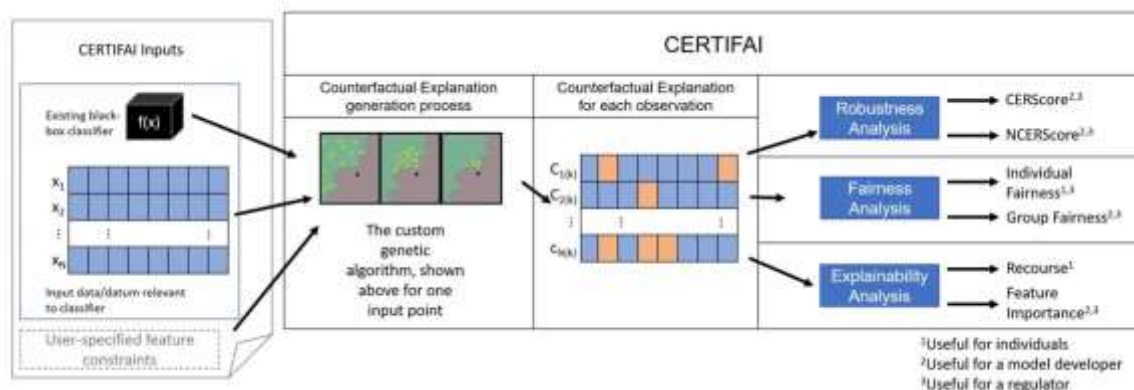 CERTIFAI Inputs
Existing black-
box classifier
f(x)
x1
x2
⋮ ⋮ ⋮
xN
Input data/datum relevant
to classifier
User-specified feature
constraints
CERTIFAI
Counterfactual Explanation
generation process
The custom
genetic
algorithm, shown
above for one
input point
Counterfactual Explanation
for each observation
C1(k)
C2(k)
⋮ ⋮ ⋮
cN(k)
Robustness
Analysis
CERScore2,3
NCERScore2,3
Fairness
Analysis
Individual
Fairness1,3
Group Fairness2,3
Explainability
Analysis
Recourse1
Feature
Importance2,3
1Useful for individuals
2Useful for a model developer
3Useful for a regulator